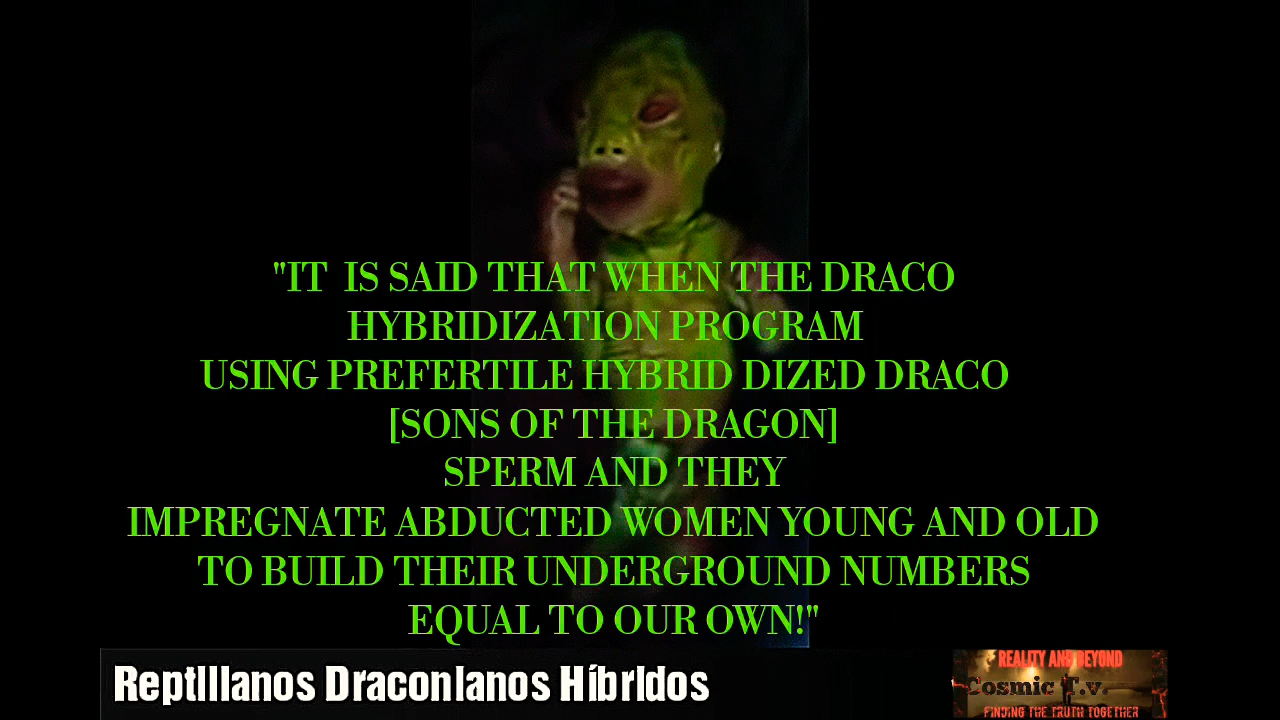 "IT IS SAID THAT WHEN THE DRACO
HYBRIDIZATION PROGRAM
USING PREFERTILE HYBRID DIZED DRACO
[SONS OF THE DRAGON]
SPERM AND THEY
IMPREGNATE ABDUCTED WOMEN YOUNG AND OLD
TO BUILD THEIR UNDERGROUND NUMBERS
EQUAL TO OUR OWN!"
Reptilianos Draconianos Híbridos
REALITY AND BEYOND
Cosmic T.v.
FINDING THE TRUTH TOGETHER